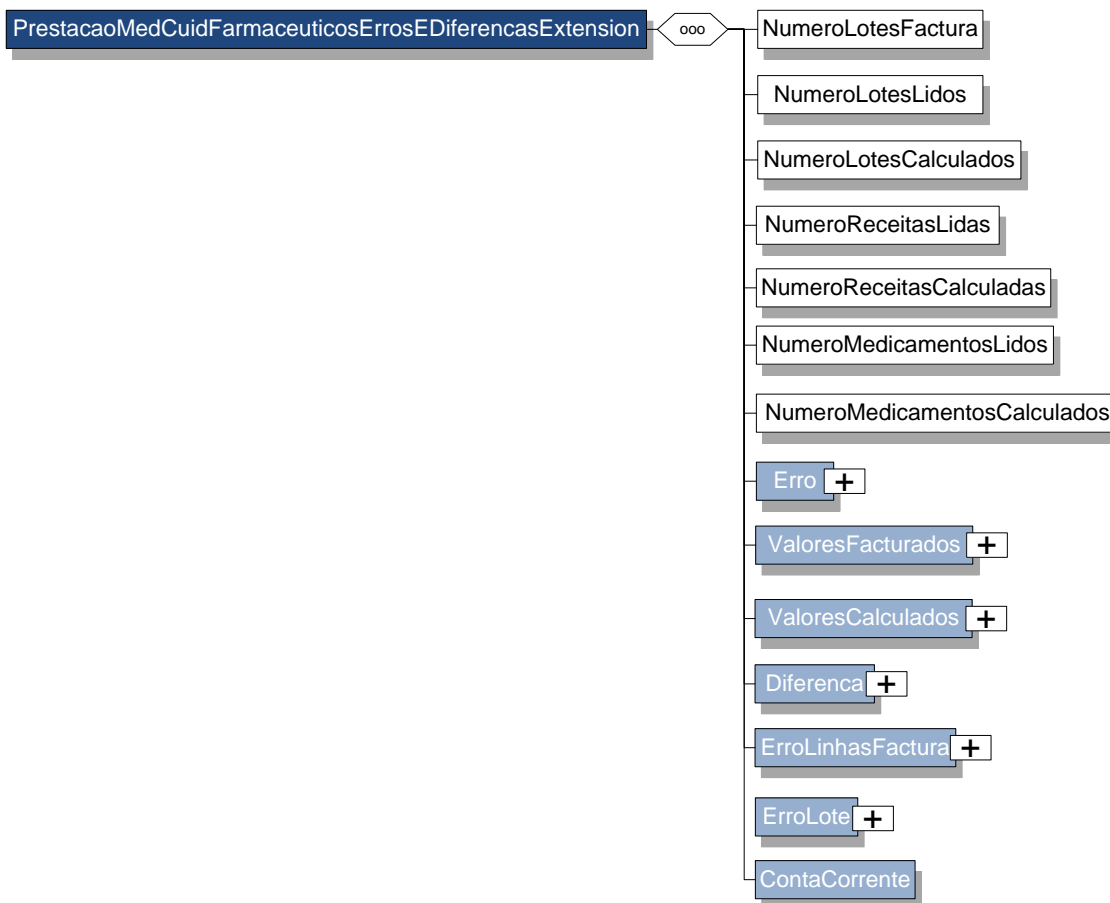 PrestacaoMedCuidFarmaceuticosErrosEDiferencasExtension
ooo
NumeroLotesFactura
NumeroLotesLidos
NumeroLotesCalculados
NumeroReceitasLidas
NumeroReceitasCalculadas
NumeroMedicamentosLidos
NumeroMedicamentosCalculados
Erro +
ValoresFacturados +
ValoresCalculados +
Diferenca +
ErroLinhasFactura +
ErroLote +
ContaCorrente